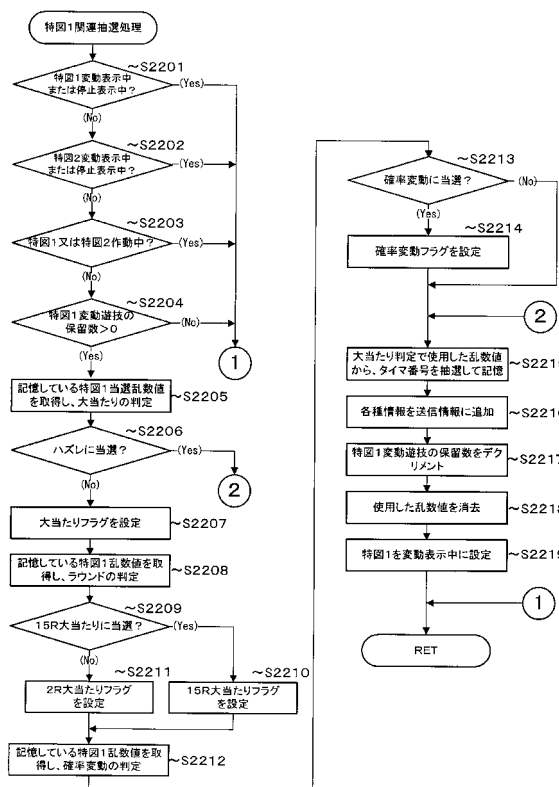 特図1関連抽選処理
~S2201
特図1変動表示中
または停止表示中?
(Yes)
(No)
~S2202
特図2変動表示中
または停止表示中?
(Yes)
(No)
~S2203
特図1又は特図2作動中?
(Yes)
(No)
~S2204
特図1変動遊技の
保留数>0
(No)
(Yes)
1
記憶している特図1当選乱数値
を取得し、大当たりの判定
~S2205
~S2206
ハズレに当選?
(Yes)
(No)
2
大当たりフラグを設定
~S2207
記憶している特図1乱数値を取
得し、ラウンドの判定
~S2208
~S2209
15R大当たりに当選?
(Yes)
(No)
~S2211
2R大当たりフラグ
を設定
~S2210
15R大当たりフラグ
を設定
記憶している特図1乱数値を取
得し、確率変動の判定
~S2212
~S2213
確率変動に当選?
(No)
(Yes)
~S2214
確率変動フラグを設定
2
大当たり判定で使用した乱数値
から、タイマ番号を抽選して記憶
~S221
各種情報を送信情報に追加
~S2216
特図1変動遊技の保留数をデク
リメント
~S2217
使用した乱数値を消去
~S2218
特図1を変動表示中に設定
~S2219
1
RET